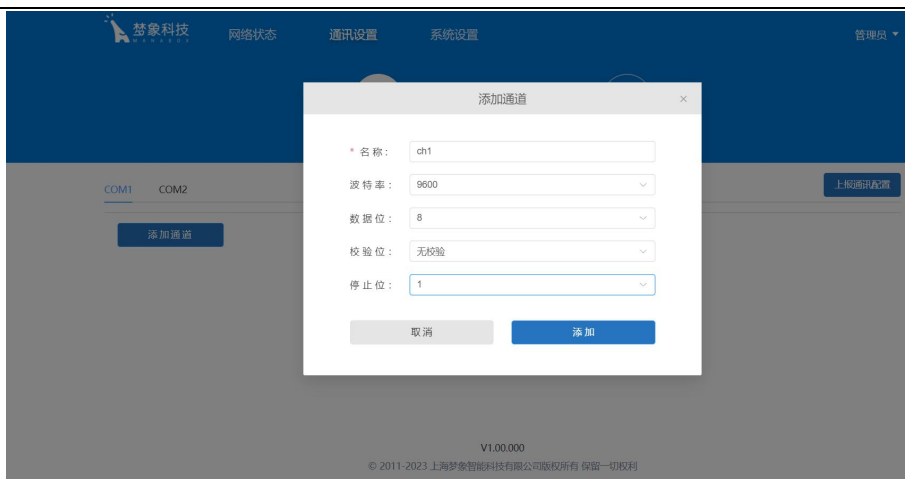 梦象科技
MANAROX
网络状态
通讯设置
系统设置
管理员
添加通道
* 名称：
ch1
波特率：
9600
数据位：
8
校验位：
无校验
停止位：
1
取消
添加
COM1
COM2
上报通讯配置
添加通道
V1.00.000
© 2011-2023 上海梦象智能科技有限公司版权所有 保留一切权利